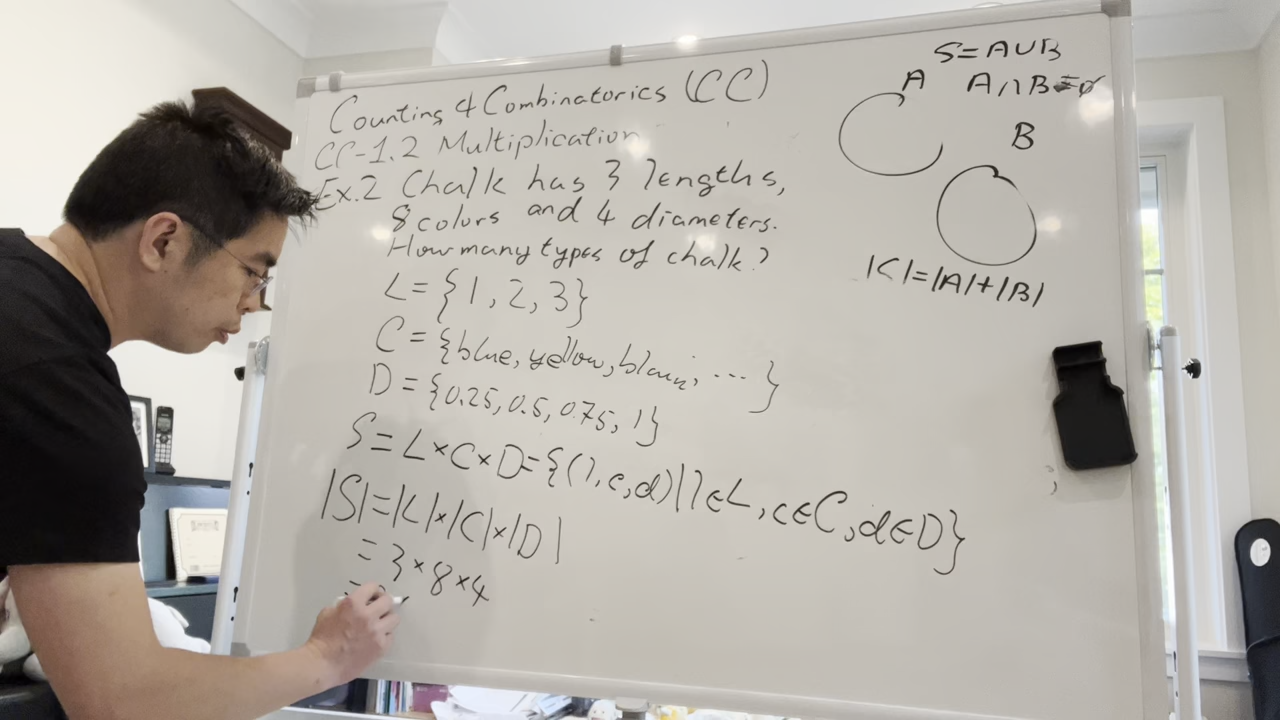 Counting & Combinatorics (CC)
CC-1.2 Multiplication
Ex.2 Chalk has 3 lengths,
8 colors and 4 diameters.
How many types of chalk?
L = {1, 2, 3}
C = {blue, yellow, ... }
D = {0.25, 0.5, 0.75, 1}
S = L × C × D = {(l, c, d) | l ∈ L, c ∈ C, d ∈ D}
|S| = |L| × |C| × |D|
= 3 × 8 × 4
=
S = A ∪ B
A A ∩ B = ∅
B
= |A| + |B|